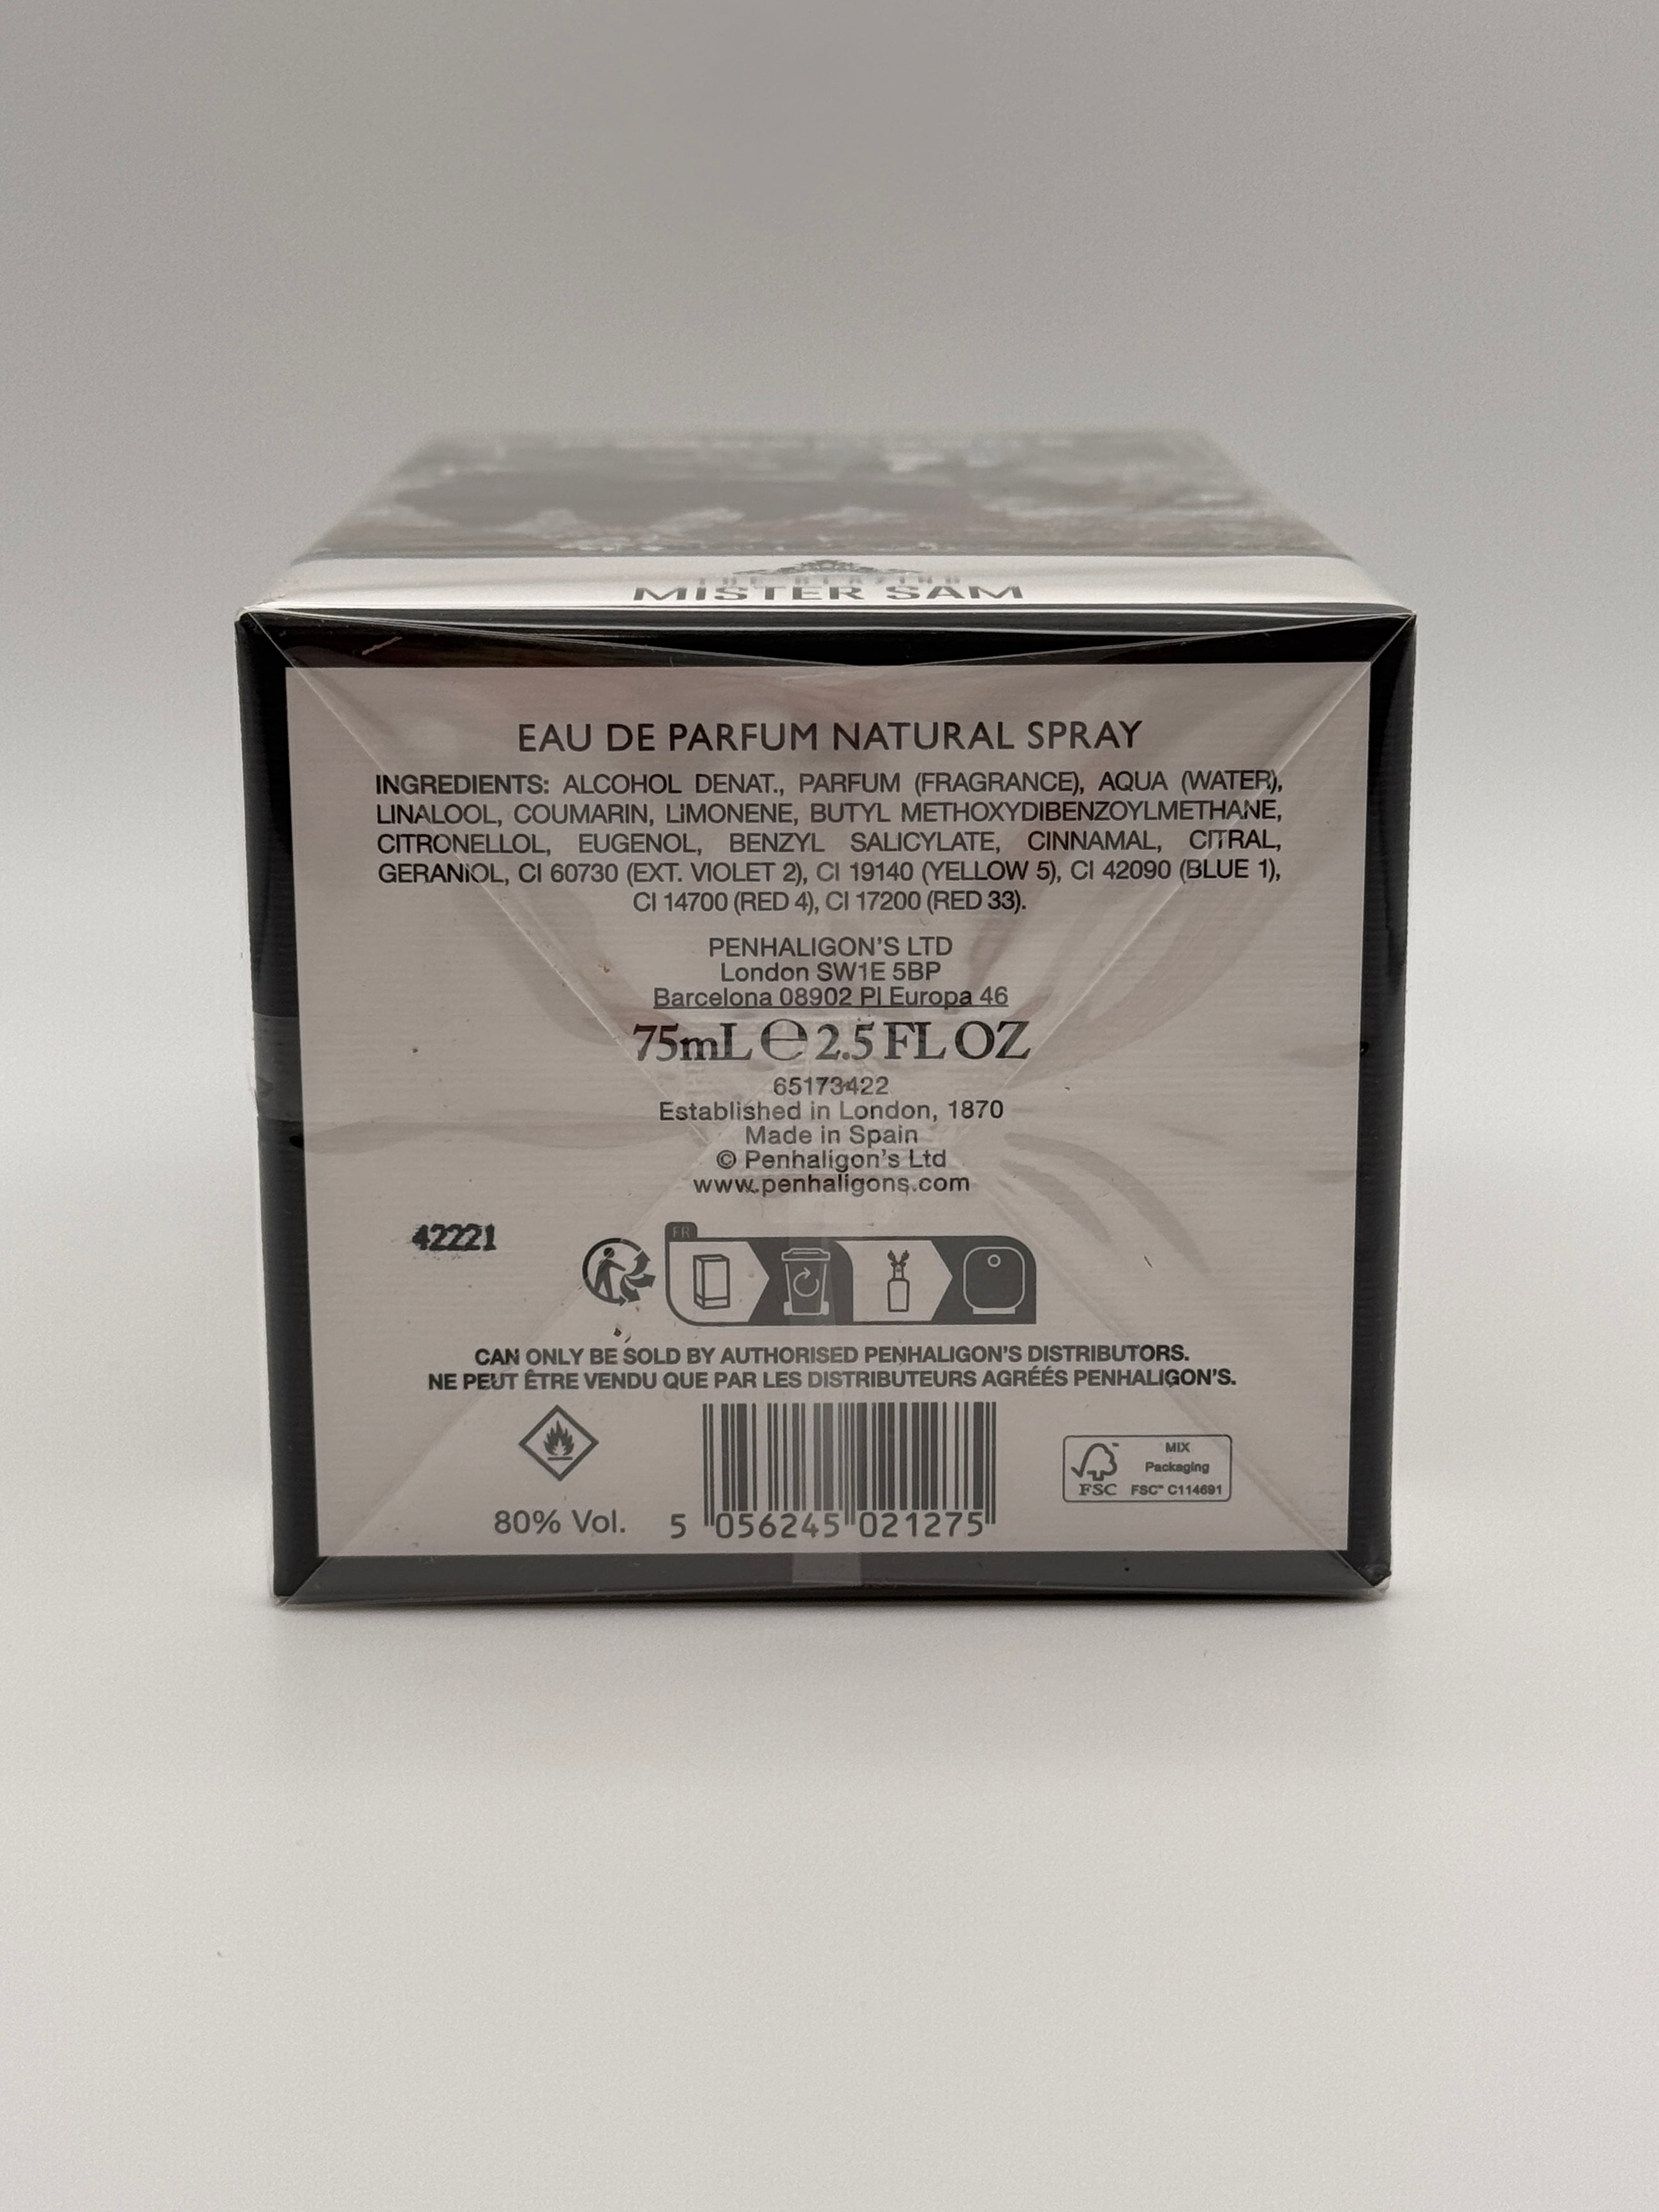 THE BLAZING
MISTER SAM
EAU DE PARFUM NATURAL SPRAY
INGREDIENTS: ALCOHOL DENAT., PARFUM (FRAGRANCE), AQUA (WATER),
LINALOOL, COUMARIN, LIMONENE, BUTYL METHOXYDIBENZOYLMETHANE,
CITRONELLOL, EUGENOL, BENZYL SALICYLATE, CINNAMAL, CITRAL,
GERANIOL, CI 60730 (EXT. VIOLET 2), CI 19140 (YELLOW 5), CI 42090 (BLUE 1),
CI 14700 (RED 4), CI 17200 (RED 33).
PENHALIGON'S LTD
London SW1E 5BP
Barcelona 08902 Pl Europa 46
75mL ℮ 2.5 FL OZ
65173422
Established in London, 1870
Made in Spain
© Penhaligon's Ltd
www.penhaligons.com
42221
FR
CAN ONLY BE SOLD BY AUTHORISED PENHALIGON'S DISTRIBUTORS.
NE PEUT ÊTRE VENDU QUE PAR LES DISTRIBUTEURS AGRÉÉS PENHALIGON'S.
80% Vol.
5 056245 021275
FSC
MIX
Packaging
FSC™ C114691